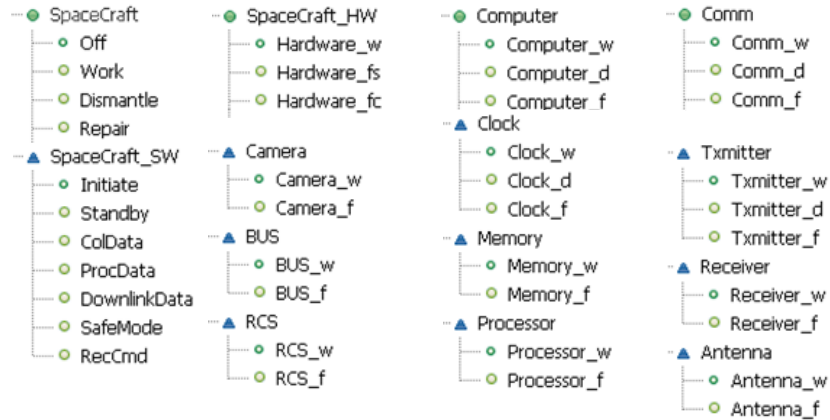 SpaceCraft
Off
Work
Dismantle
Repair
SpaceCraft_SW
Initiate
Standby
ColData
ProcData
DownlinkData
SafeMode
RecCmd
SpaceCraft_HW
Hardware_w
Hardware_fs
Hardware_fc
Camera
Camera_w
Camera_f
BUS
BUS_w
BUS_f
RCS
RCS_w
RCS_f
Computer
Computer_w
Computer_d
Computer_f
Clock
Clock_w
Clock_d
Clock_f
Memory
Memory_w
Memory_f
Processor
Processor_w
Processor_f
Comm
Comm_w
Comm_d
Comm_f
Txmitter
Txmitter_w
Txmitter_d
Txmitter_f
Receiver
Receiver_w
Receiver_f
Antenna
Antenna_w
Antenna_f